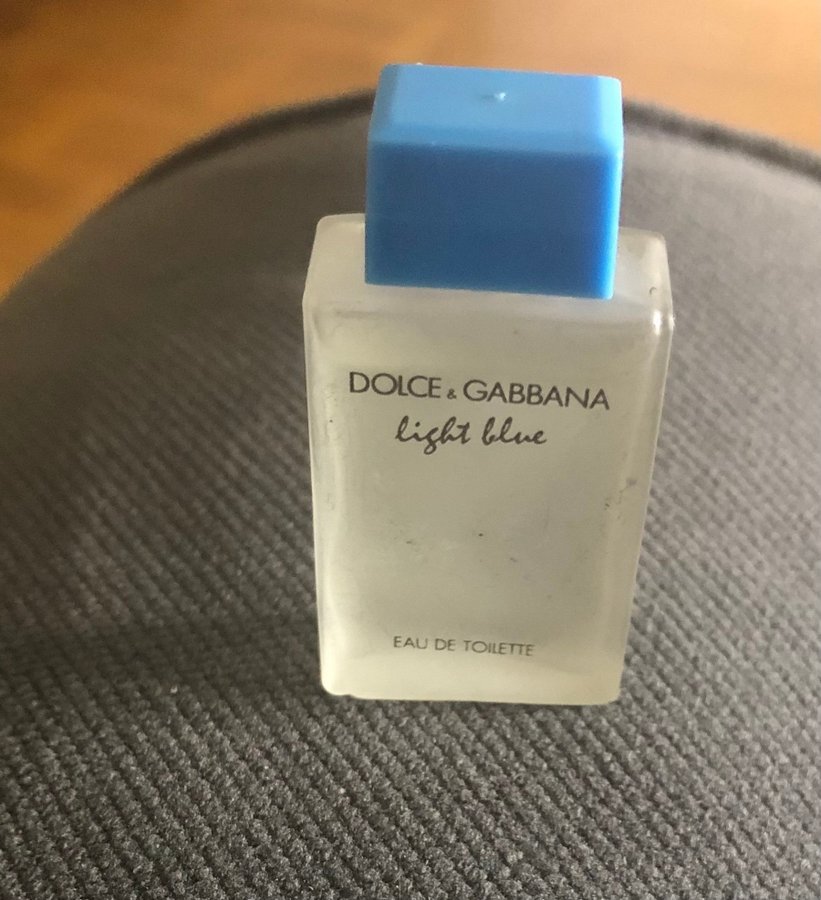 DOLCE & GABBANA
light blue
EAU DE TOILETTE